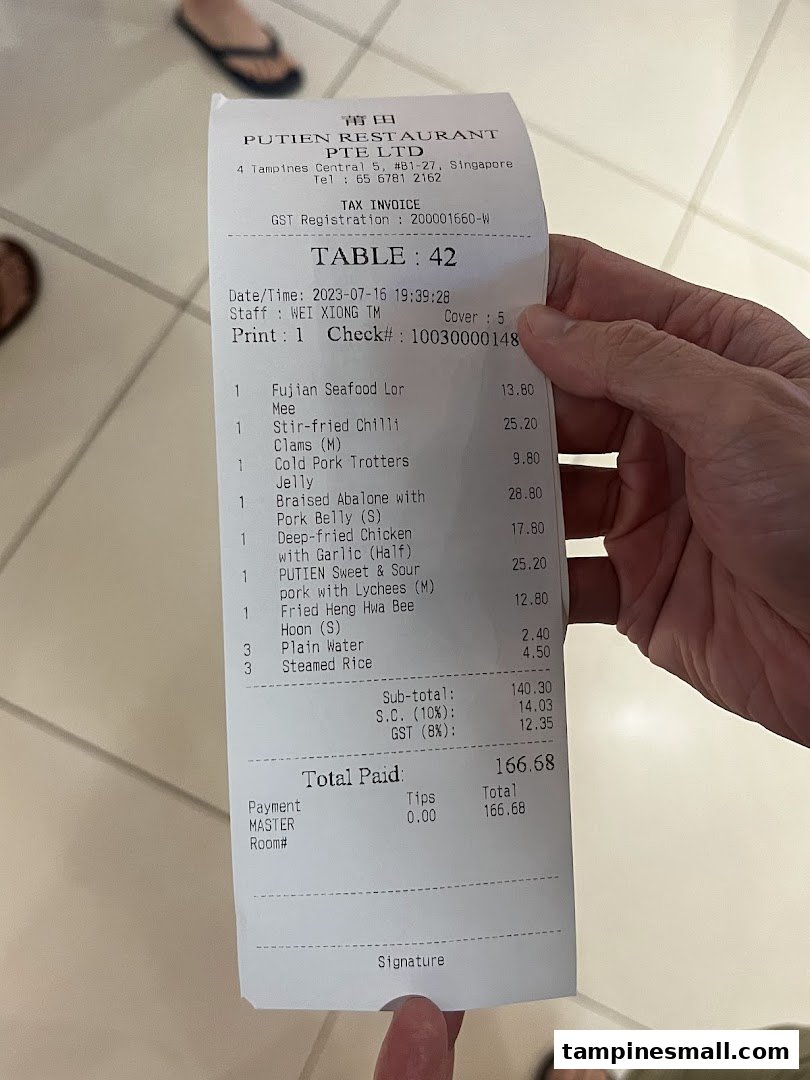 莆田
PUTIEN RESTAURANT
PTE LTD
4 Tampines Central 5, #B1-27, Singapore
Tel : 65 6781 2162
TAX INVOICE
GST Registration : 200001660-W
TABLE : 42
Date/Time: 2023-07-16 19:39:28
Staff : WEI XIONG TM Cover : 5
Print : 1 Check# : 10030000148
1 Fujian Seafood Lor 13.80
Mee
1 Stir-fried Chilli 25.20
Clams (M)
1 Cold Pork Trotters 9.80
Jelly
1 Braised Abalone with 28.80
Pork Belly (S)
1 Deep-fried Chicken 17.80
with Garlic (Half)
1 PUTIEN Sweet & Sour 25.20
pork with Lychees (M)
1 Fried Heng Hwa Bee 12.80
Hoon (S)
3 Plain Water 2.40
3 Steamed Rice 4.50
Sub-total: 140.30
S.C. (10%): 14.03
GST (8%): 12.35
Total Paid: 166.68
Payment Tips Total
MASTER 0.00 166.68
Room#
Signature
tampinesmall.com